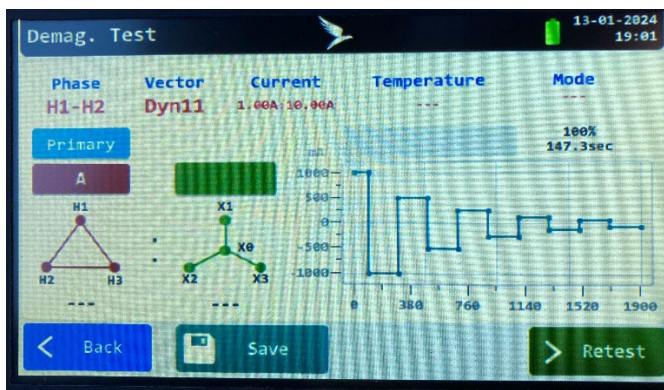 Demag. Test
13-01-2024
19:01
Phase Vector Current Temperature Mode
H1-H2 Dyn11 1.00A:10.00A --- ---
Primary
100%
147.3sec
A
mA
1000
500
0
-500
-1000
0 380 760 1140 1520 1900
H1
H2 H3
:
X1
X0
X2 X3
--- ---
< Back
Save
> Retest